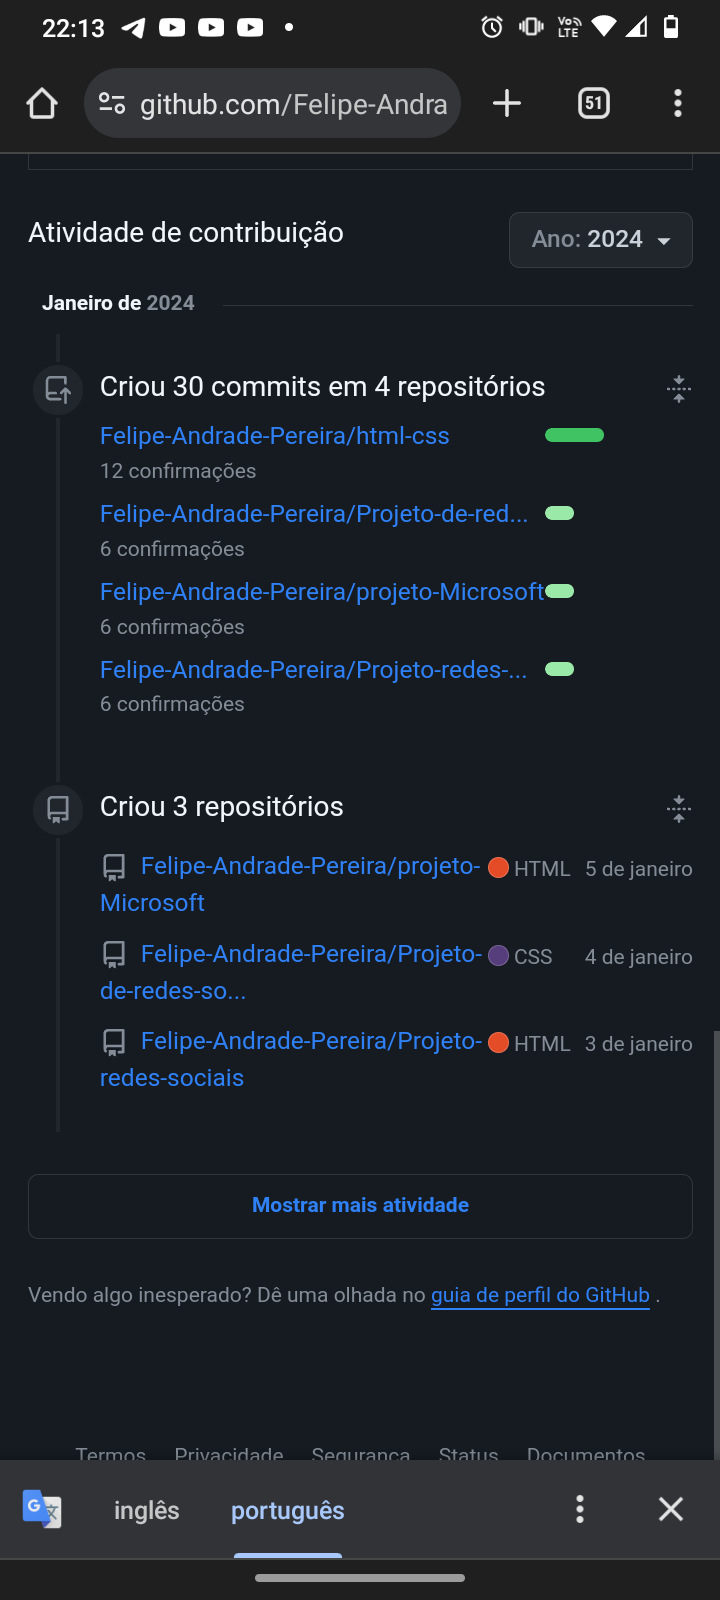 22:13
Vo LTE
github.com/Felipe-Andra
51
Atividade de contribuição
Ano: 2024
Janeiro de 2024
Criou 30 commits em 4 repositórios
Felipe-Andrade-Pereira/html-css
12 confirmações
Felipe-Andrade-Pereira/Projeto-de-red...
6 confirmações
Felipe-Andrade-Pereira/projeto-Microsoft
6 confirmações
Felipe-Andrade-Pereira/Projeto-redes-...
6 confirmações
Criou 3 repositórios
Felipe-Andrade-Pereira/projeto- HTML 5 de janeiro
Microsoft
Felipe-Andrade-Pereira/Projeto- CSS 4 de janeiro
de-redes-so...
Felipe-Andrade-Pereira/Projeto- HTML 3 de janeiro
redes-sociais
Mostrar mais atividade
Vendo algo inesperado? Dê uma olhada no guia de perfil do GitHub .
Termos Privacidade Segurança Status Documentos
G 文 inglês português